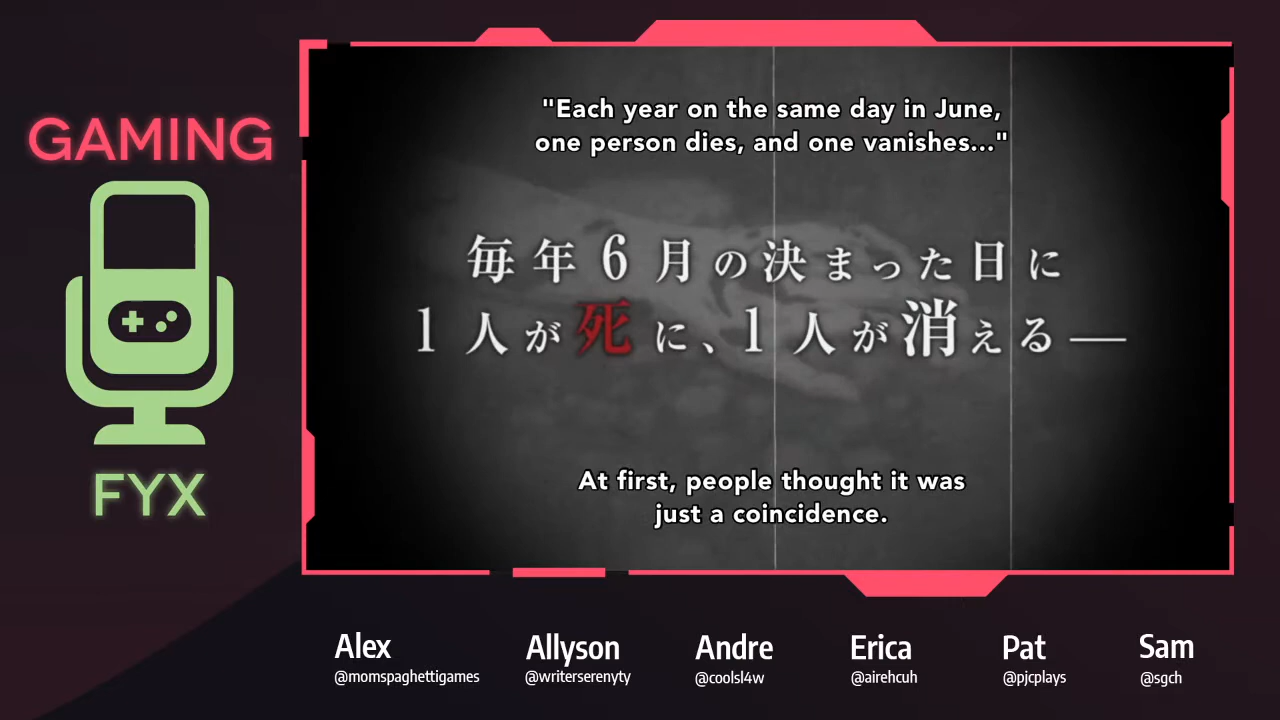 GAMING
FYX
"Each year on the same day in June,
one person dies, and one vanishes..."
毎年6月の決まった日に
1人が死に、1人が消える―
At first, people thought it was
just a coincidence.
Alex
@momspaghettigames
Allyson
@writerserenyty
Andre
@coolsl4w
Erica
@airehcuh
Pat
@pjcplays
Sam
@sgch